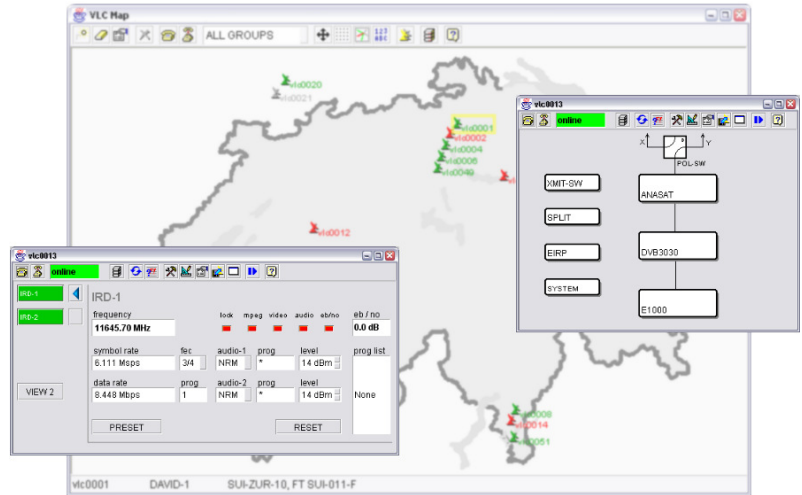 VLC Map
ALL GROUPS
vlc0020
vlc0021
vlc0001
vlc0002
vlc0004
vlc0006
vlc0049
vlc0012
vlc0013
online
X
Y
POL-SW
XMIT-SW
ANASAT
SPLIT
EIRP
DVB3030
SYSTEM
E1000
vlc0013
online
IRD-1
IRD-2
IRD-1
frequency
lock mpeg video audio eb/no
eb / no
11645.70 MHz
0.0 dB
symbol rate fec audio-1 prog level prog list
6.111 Msps 3/4 NRM * 14 dBm
data rate prog audio-2 prog level
8.448 Mbps 1 NRM * 14 dBm
None
VIEW 2
PRESET RESET
vlc0008
vlc0014
vlc0051
vlc0001 DAVID-1 SUI-ZUR-10, FT SUI-011-F